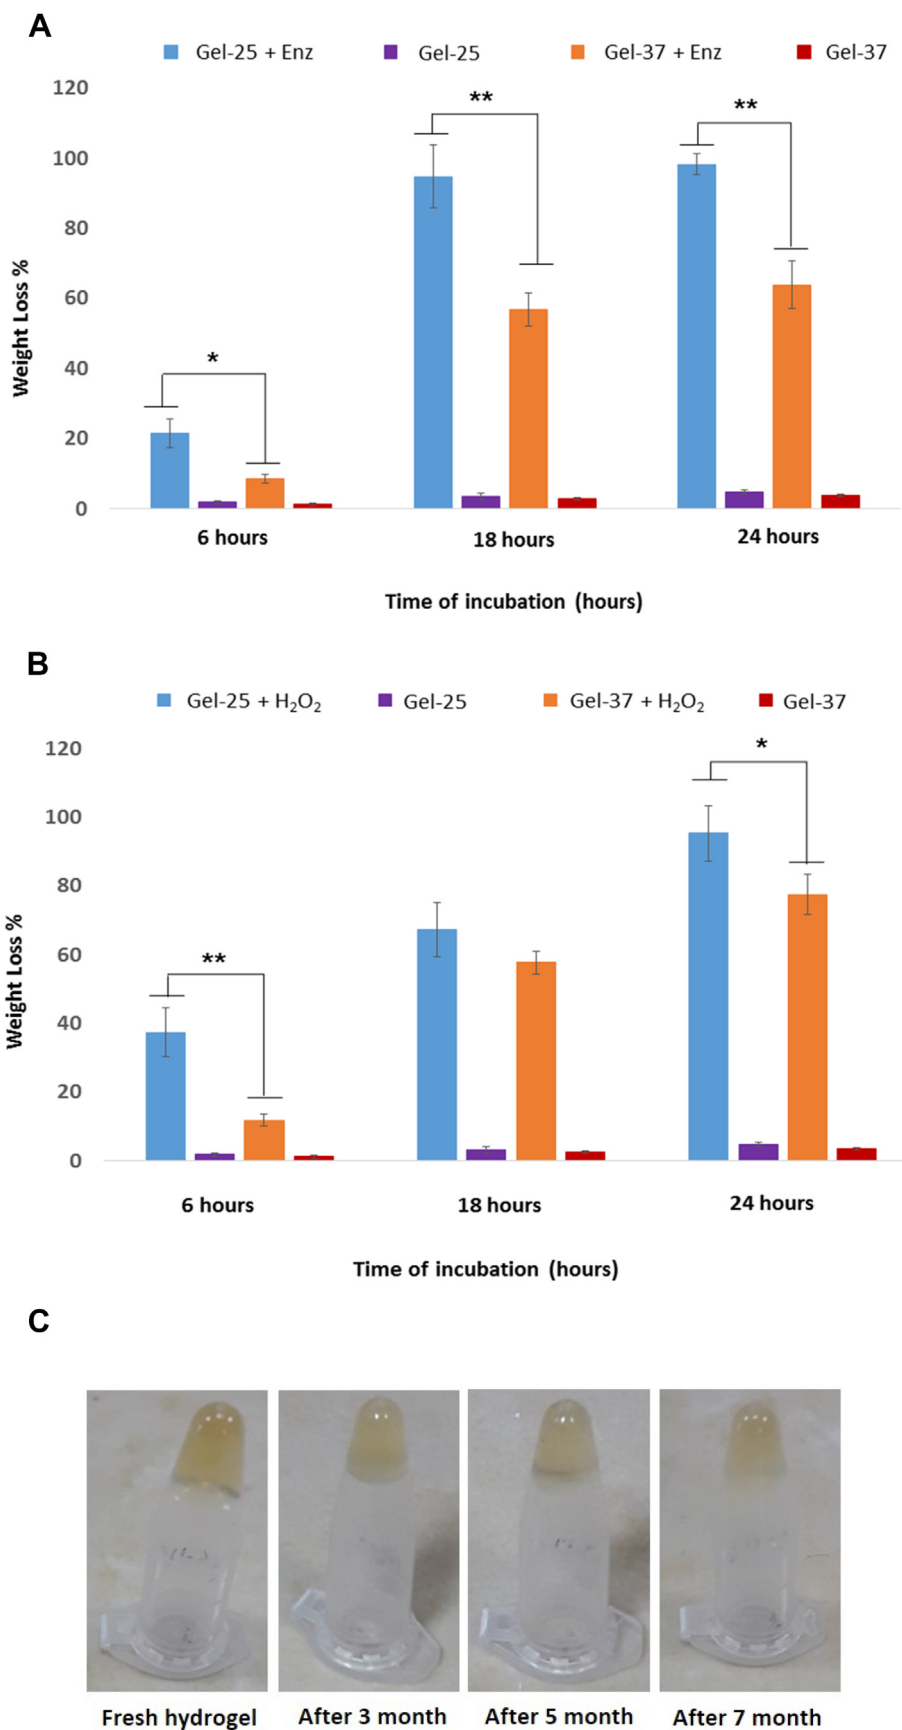 A
Gel-25 + Enz Gel-25 Gel-37 + Enz Gel-37
120
100
80
60
40
20
0
Weight Loss %
*
**
**
6 hours 18 hours 24 hours
Time of incubation (hours)
B
Gel-25 + H₂O₂ Gel-25 Gel-37 + H₂O₂ Gel-37
120
100
80
60
40
20
0
Weight Loss %
**
*
6 hours 18 hours 24 hours
Time of incubation (hours)
C
Fresh hydrogel After 3 month After 5 month After 7 month